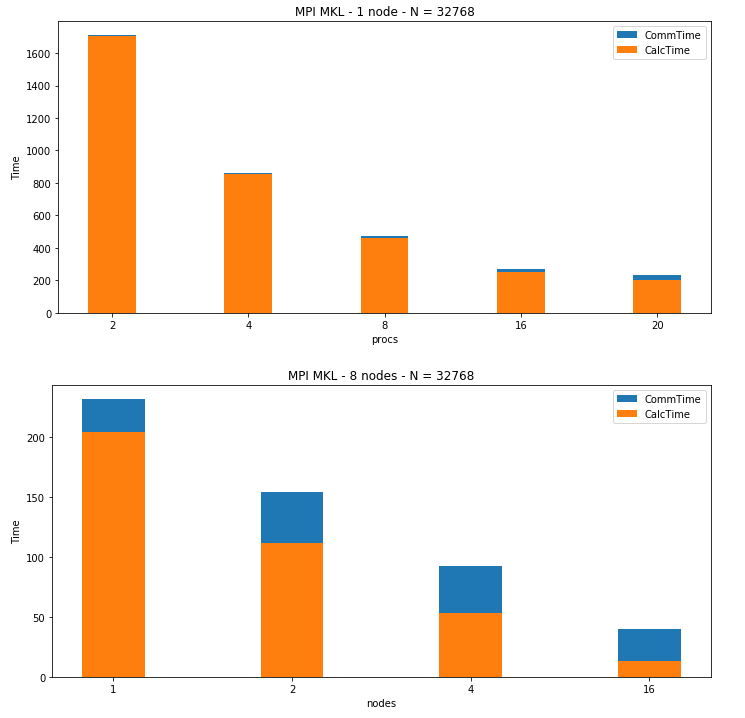 MPI MKL - 1 node - N = 32768
CommTime
CalcTime
Time
1600
1400
1200
1000
800
600
400
200
0
2 4 8 16 20
procs
MPI MKL - 8 nodes - N = 32768
CommTime
CalcTime
Time
200
150
100
50
0
1 2 4 16
nodes